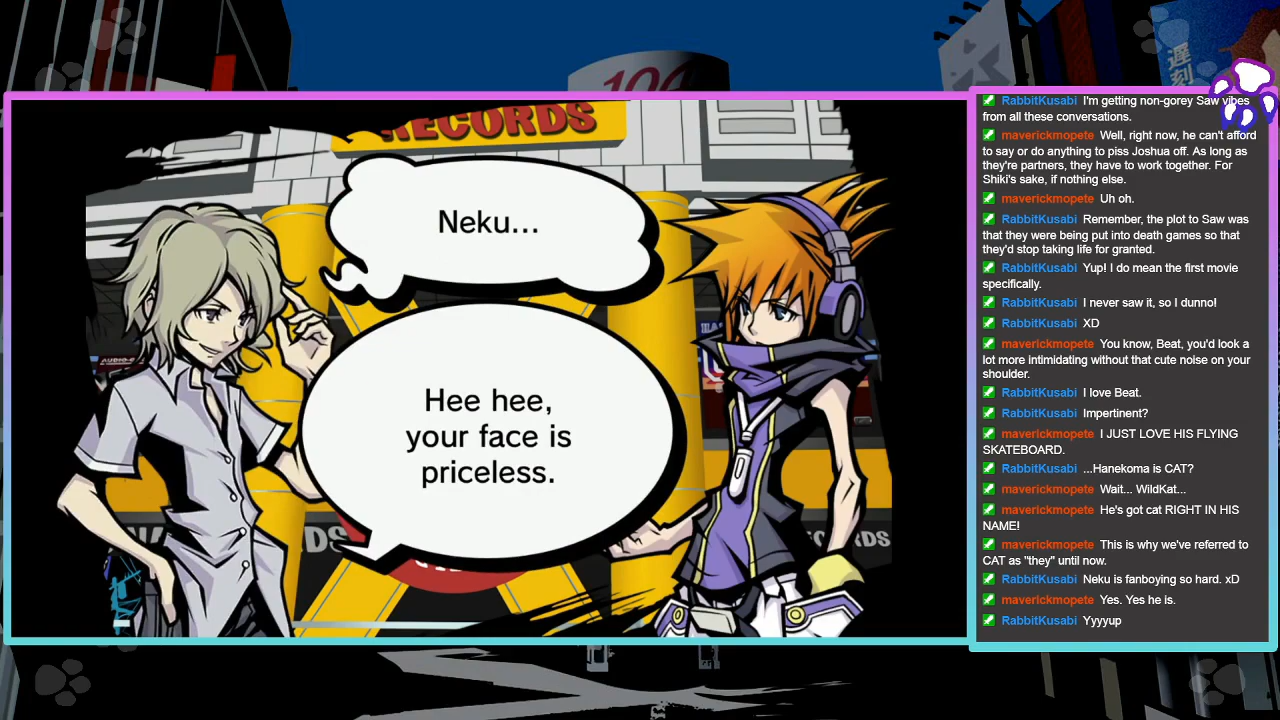 106
遅刻
RECORDS
Neku...
Hee hee,
your face is
priceless.
RDS
RDS
RabbitKusabi I'm getting non-gorey Saw vibes
from all these conversations.
maverickmopete Well, right now, he can't afford
to say or do anything to piss Joshua off. As long as
they're partners, they have to work together. For
Shiki's sake, if nothing else.
maverickmopete Uh oh.
RabbitKusabi Remember, the plot to Saw was
that they were being put into death games so that
they'd stop taking life for granted.
RabbitKusabi Yup! I do mean the first movie
specifically.
RabbitKusabi I never saw it, so I dunno!
RabbitKusabi XD
maverickmopete You know, Beat, you'd look a
lot more intimidating without that cute noise on your
shoulder.
RabbitKusabi I love Beat.
RabbitKusabi Impertinent?
maverickmopete I JUST LOVE HIS FLYING
SKATEBOARD.
RabbitKusabi ...Hanekoma is CAT?
maverickmopete Wait... WildKat...
maverickmopete He's got cat RIGHT IN HIS
NAME!
maverickmopete This is why we've referred to
CAT as "they" until now.
RabbitKusabi Neku is fanboying so hard. xD
maverickmopete Yes. Yes he is.
RabbitKusabi Yyyyup